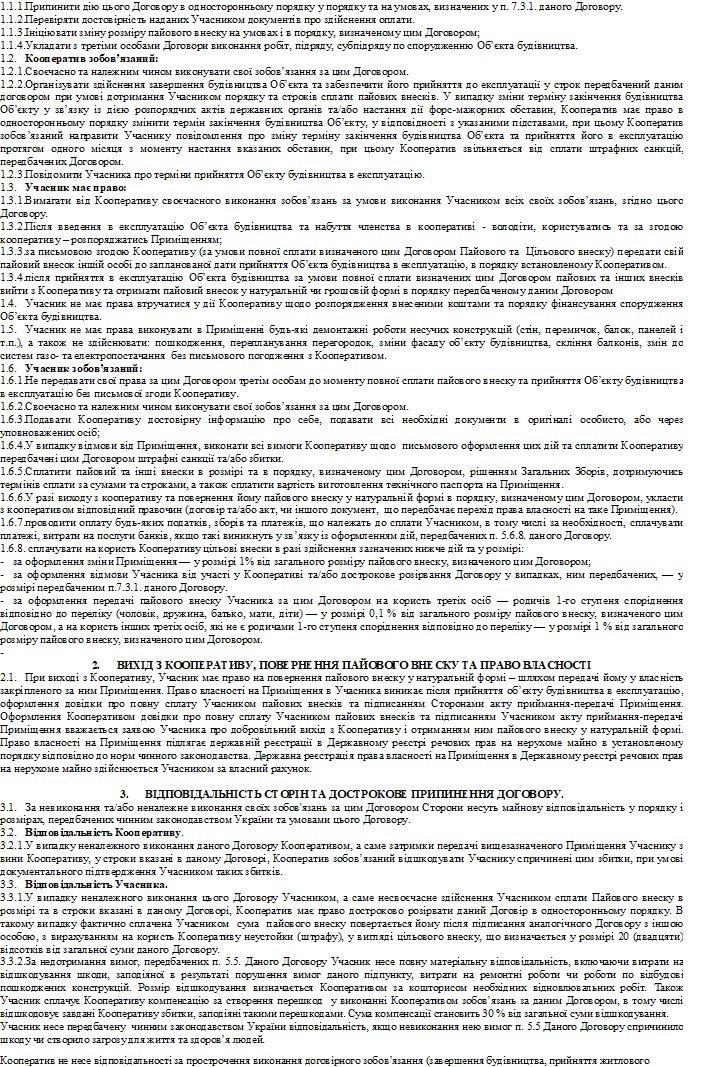 1.1.1.Припинити дію цього Договору в односторонньому порядку у порядку та на умовах, визначених у п. 7.3.1. даного Договору.
1.1.2.Перевіряти достовірність наданих Учасником документів про здійснення оплати.
1.1.3.Ініціювати зміну розміру пайового внеску на умовах і в порядку, визначеному цим Договором;
1.1.4.Укладати з третіми особами Договори виконання робіт, підряду, субпідряду по спорудженню Об’єкта будівництва.
1.2. Кооператив зобов’язаний:
1.2.1.Своєчасно та належним чином виконувати свої зобов’язання за цим Договором.
1.2.2.Організувати здійснення завершення будівництва Об’єкта та забезпечити його прийняття до експлуатації у строк передбачений даним
договором при умові дотримання Учасником порядку та строків сплати пайових внесків. У випадку зміни терміну закінчення будівництва
Об’єкту у зв’язку із дією розпорядчих актів державних органів та/або настання дії форс-мажорних обставин, Кооператив має право в
односторонньому порядку змінити термін закінчення будівництва Об’єкту, у відповідності з указаними підставами, при цьому Кооператив
зобов’язаний направити Учаснику повідомлення про зміну терміну закінчення будівництва Об’єкта та прийняття його в експлуатацію
протягом одного місяця з моменту настання вказаних обставин, при цьому Кооператив звільняється від сплати штрафних санкцій,
передбачених Договором.
1.2.3.Повідомити Учасника про терміни прийняття Об’єкту будівництва в експлуатацію.
1.3. Учасник має право:
1.3.1.Вимагати від Кооперативу своєчасного виконання зобов’язань за умови виконання Учасником всіх своїх зобов’язань, згідно цього
Договору.
1.3.2.Після введення в експлуатацію Об’єкта будівництва та набуття членства в кооперативі - володіти, користуватись та за згодою
кооперативу – розпоряджатись Приміщенням;
1.3.3.за письмовою згодою Кооперативу (за умови повної сплати визначеного цим Договором Пайового та Цільового внеску) передати свій
пайовий внесок іншій особі до запланованої дати прийняття Об’єкта будівництва в експлуатацію, в порядку встановленому Кооперативом.
1.3.4.після прийняття в експлуатацію Об’єкта будівництва за умови повної сплати визначених цим Договором пайових та інших внесків
вийти з Кооперативу та отримати пайовий внесок у натуральній чи грошовій формі в порядку передбаченому даним Договором
1.4. Учасник не має права втручатися у дії Кооперативу щодо розпорядження внесеними коштами та порядку фінансування спорудження
Об’єкта будівництва.
1.5. Учасник не має права виконувати в Приміщенні будь-які демонтажні роботи несучих конструкцій (стін, перемичок, балок, панелей і
т.п.), а також не здійснювати: пошкодження, перепланування перегородок, зміни фасаду об’єкту будівництва, скління балконів, змін до
систем газо- та електропостачання без письмового погодження з Кооперативом.
1.6. Учасник зобов’язаний:
1.6.1.Не передавати свої права за цим Договором третім особам до моменту повної сплати пайового внеску та прийняття Об’єкту будівництва
в експлуатацію без письмової згоди Кооперативу.
1.6.2.Своєчасно та належним чином виконувати свої зобов’язання за цим Договором.
1.6.3.Подавати Кооперативу достовірну інформацію про себе, подавати всі необхідні документи в оригіналі особисто, або через
уповноважених осіб;
1.6.4.У випадку відмови від Приміщення, виконати всі вимоги Кооперативу щодо письмового оформлення цих дій та сплатити Кооперативу
передбачені цим Договором штрафні санкції та/або збитки.
1.6.5.Сплатити пайовий та інші внески в розмірі та в порядку, визначеному цим Договором, рішенням Загальних Зборів, дотримуючись
термінів сплати за сумами та строками, а також сплатити вартість виготовлення технічного паспорта на Приміщення.
1.6.6.У разі виходу з кооперативу та повернення йому пайового внеску у натуральній формі в порядку, визначеному цим Договором, укласти
з кооперативом відповідний правочин (договір та/або акт, чи іншого документ, що передбачає перехід права власності на таке Приміщення).
1.6.7.проводити оплату будь-яких податків, зборів та платежів, що належать до сплати Учасником, в тому числі за необхідності, сплачувати
платежі, витрати на послуги банків, якщо такі виникнуть у зв’язку із оформленням дій, передбачених п. 5.6.8. даного Договору.
1.6.8. сплачувати на користь Кооперативу цільові внески в разі здійснення зазначених нижче дій та у розмірі:
- за оформлення зміни Приміщення — у розмірі 1% від загального розміру пайового внеску, визначеного цим Договором;
- за оформлення відмови Учасника від участі у Кооперативі та/або дострокове розірвання Договору у випадках, ним передбачених, — у
розмірі передбаченим п.7.3.1. даного Договору.
- за оформлення передачі пайового внеску Учасника за цим Договором на користь третіх осіб — родичів 1-го ступеня споріднення
відповідно до переліку (чоловік, дружина, батько, мати, діти) — у розмірі 0,1 % від загального розміру пайового внеску, визначеного цим
Договором, а на користь інших третіх осіб, які не є родичами 1-го ступеня споріднення відповідно до переліку — у розмірі 1 % від загального
розміру пайового внеску, визначеного цим Договором.
-
2. ВИХІД З КООПЕРАТИВУ, ПОВЕРНЕННЯ ПАЙОВОГО ВНЕСКУ ТА ПРАВО ВЛАСНОСТІ
2.1. При виході з Кооперативу, Учасник має право на повернення пайового внеску у натуральній формі – шляхом передачі йому у власність
закріпленого за ним Приміщення. Право власності на Приміщення в Учасника виникає після прийняття об’єкту будівництва в експлуатацію,
оформлення довідки про повну сплату Учасником пайових внесків та підписанням Сторонами акту приймання-передачі Приміщення.
Оформлення Кооперативом довідки про повну сплату Учасником пайових внесків та підписанням Учасником акту приймання-передачі
Приміщення вважається заявою Учасника про добровільний вихід з Кооперативу і отриманням ним пайового внеску у натуральній формі.
Право власності на Приміщення підлягає державній реєстрації в Державному реєстрі речових прав на нерухоме майно в установленому
порядку відповідно до норм чинного законодавства. Державна реєстрація права власності на Приміщення в Державному реєстрі речових прав
на нерухоме майно здійснюється Учасником за власний рахунок.
3. ВІДПОВІДАЛЬНІСТЬ СТОРІН ТА ДОСТРОКОВЕ ПРИПИНЕННЯ ДОГОВОРУ.
3.1. За невиконання та/або неналежне виконання своїх зобов’язань за цим Договором Сторони несуть майнову відповідальність у порядку і
розмірах, передбачених чинним законодавством України та умовами цього Договору.
3.2. Відповідальність Кооперативу.
3.2.1.У випадку неналежного виконання даного Договору Кооперативом, а саме затримки передачі вищезазначеного Приміщення Учаснику з
вини Кооперативу, у строки вказані в даному Договорі, Кооператив зобов’язаний відшкодувати Учаснику спричинені цим збитки, при умові
документального підтвердження Учасником таких збитків.
3.3. Відповідальність Учасника.
3.3.1.У випадку неналежного виконання цього Договору Учасником, а саме несвоєчасне здійснення Учасником сплати Пайового внеску в
розмірі та в строки вказані в даному Договорі, Кооператив має право достроково розірвати даний Договір в односторонньому порядку. В
такому випадку фактично сплачена Учасником сума пайового внеску повертається йому після підписання аналогічного Договору з іншою
особою, з вирахуванням на користь Кооперативу неустойки (штрафу), у вигляді цільового внеску, що визначається у розмірі 20 (двадцяти)
відсотків від загальної суми даного Договору.
3.3.2.За недотримання вимог, передбачених п. 5.5. Даного Договору Учасник несе повну матеріальну відповідальність, включаючи витрати на
відшкодування шкоди, заподіяної в результаті порушення вимог даного підпункту, витрати на ремонтні роботи чи роботи по відбудові
пошкоджених конструкцій. Розмір відшкодування визначається Кооперативом за кошторисом необхідних відновлювальних робіт. Також
Учасник сплачує Кооперативу компенсацію за створення перешкод у виконанні Кооперативом зобов’язань за даним Договором, в тому числі
відшкодовує завдані Кооперативу збитки, заподіяні такими перешкодами. Сума компенсації становить 30 % від загальної суми відшкодування.
Учасник несе передбачену чинним законодавством України відповідальність, якщо невиконання нею вимог п. 5.5 Даного Договору спричинило
шкоду чи створило загрозу для життя та здоров’я людей.
Кооператив не несе відповідальності за прострочення виконання договірного зобов’язання (завершення будівництва, прийняття житлового